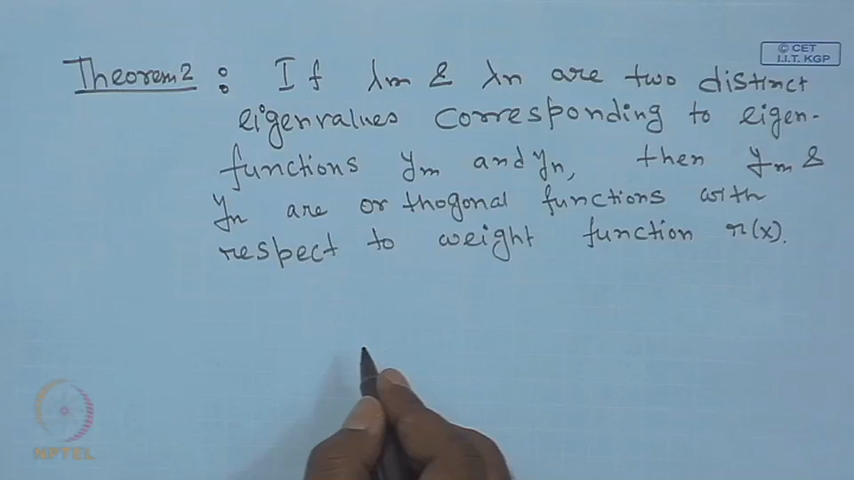 © CET
I.I.T. KGP
Theorem 2 : If λm & λn are two distinct
eigenvalues corresponding to eigen-
functions ym and yn, then ym &
yn are orthogonal functions with
respect to weight function r(x).
NPTEL